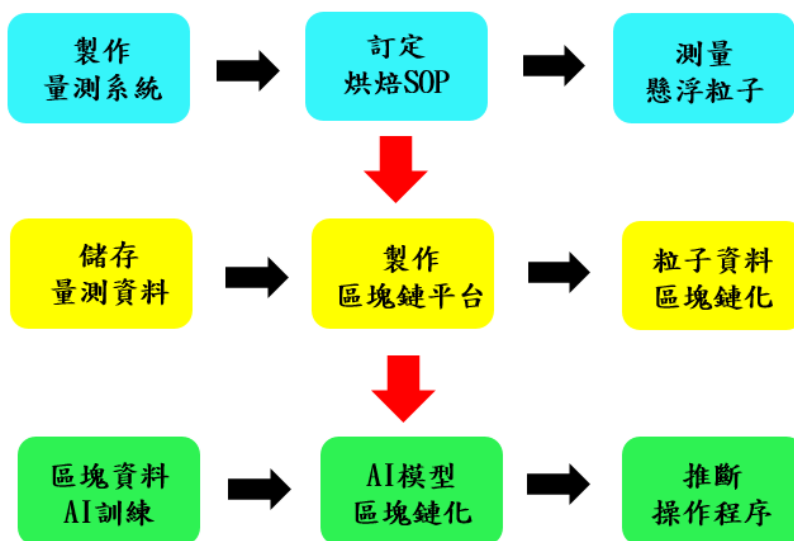 製作
量測系統
訂定
烘焙SOP
測量
懸浮粒子
儲存
量測資料
製作
區塊鏈平台
粒子資料
區塊鏈化
區塊資料
AI訓練
AI模型
區塊鏈化
推斷
操作程序